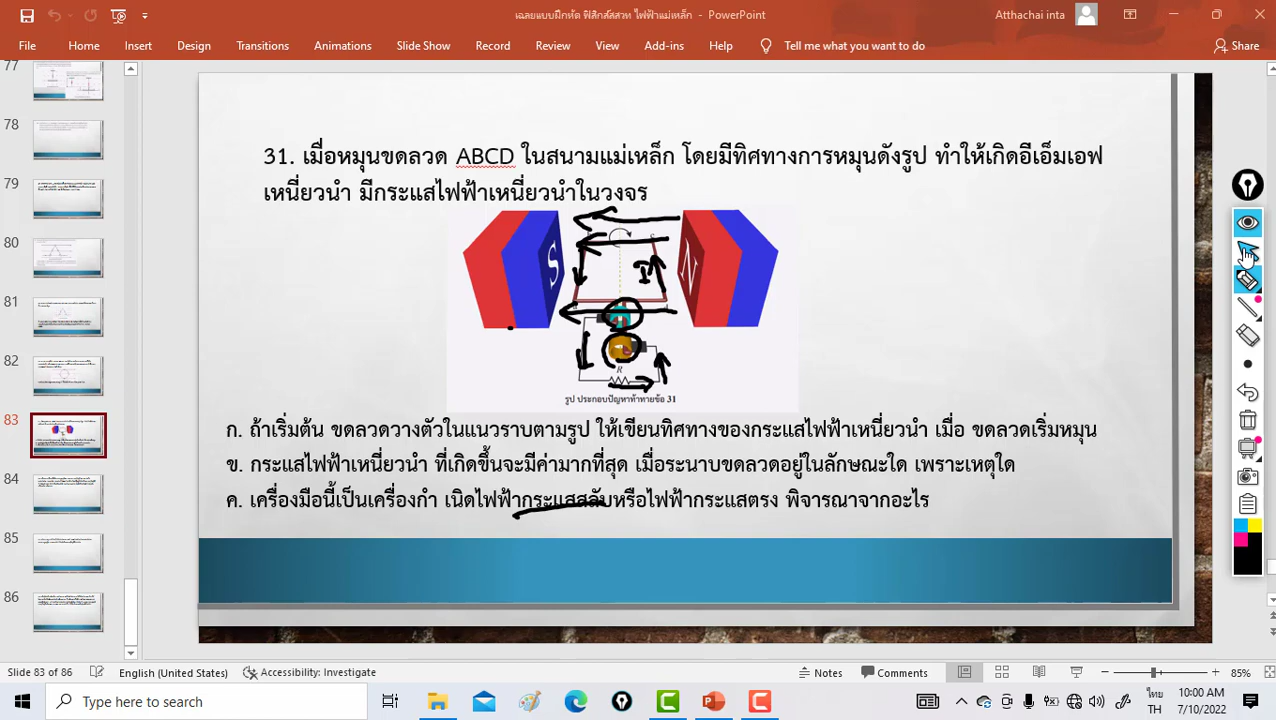 เฉลยแบบฝึกหัด ฟิสิกส์สสวท ไฟฟ้าแม่เหล็ก - PowerPoint
Atthachai inta
File Home Insert Design Transitions Animations Slide Show Record Review View Add-ins Help Tell me what you want to do
Share
77
78
79
80
81
82
83
84
85
86
31. เมื่อหมุนขดลวด ABCD ในสนามแม่เหล็ก โดยมีทิศทางการหมุนดังรูป ทำให้เกิดอีเอ็มเอฟ
เหนี่ยวนำ มีกระแสไฟฟ้าเหนี่ยวนำในวงจร
S
N
I
R
รูป ประกอบปัญหาท้าทายข้อ 31
ก. ถ้าเริ่มต้น ขดลวดวางตัวในแนวราบตามรูป ให้เขียนทิศทางของกระแสไฟฟ้าเหนี่ยวนำ เมื่อ ขดลวดเริ่มหมุน
ข. กระแสไฟฟ้าเหนี่ยวนำ ที่เกิดขึ้นจะมีค่ามากที่สุด เมื่อระนาบขดลวดอยู่ในลักษณะใด เพราะเหตุใด
ค. เครื่องมือนี้เป็นเครื่องกำ เนิดไฟฟ้ากระแสสลับหรือไฟฟ้ากระแสตรง พิจารณาจากอะไร
Slide 83 of 86
English (United States)
Accessibility: Investigate
Notes
Comments
85%
Type here to search
ไทย
TH
10:00 AM
7/10/2022